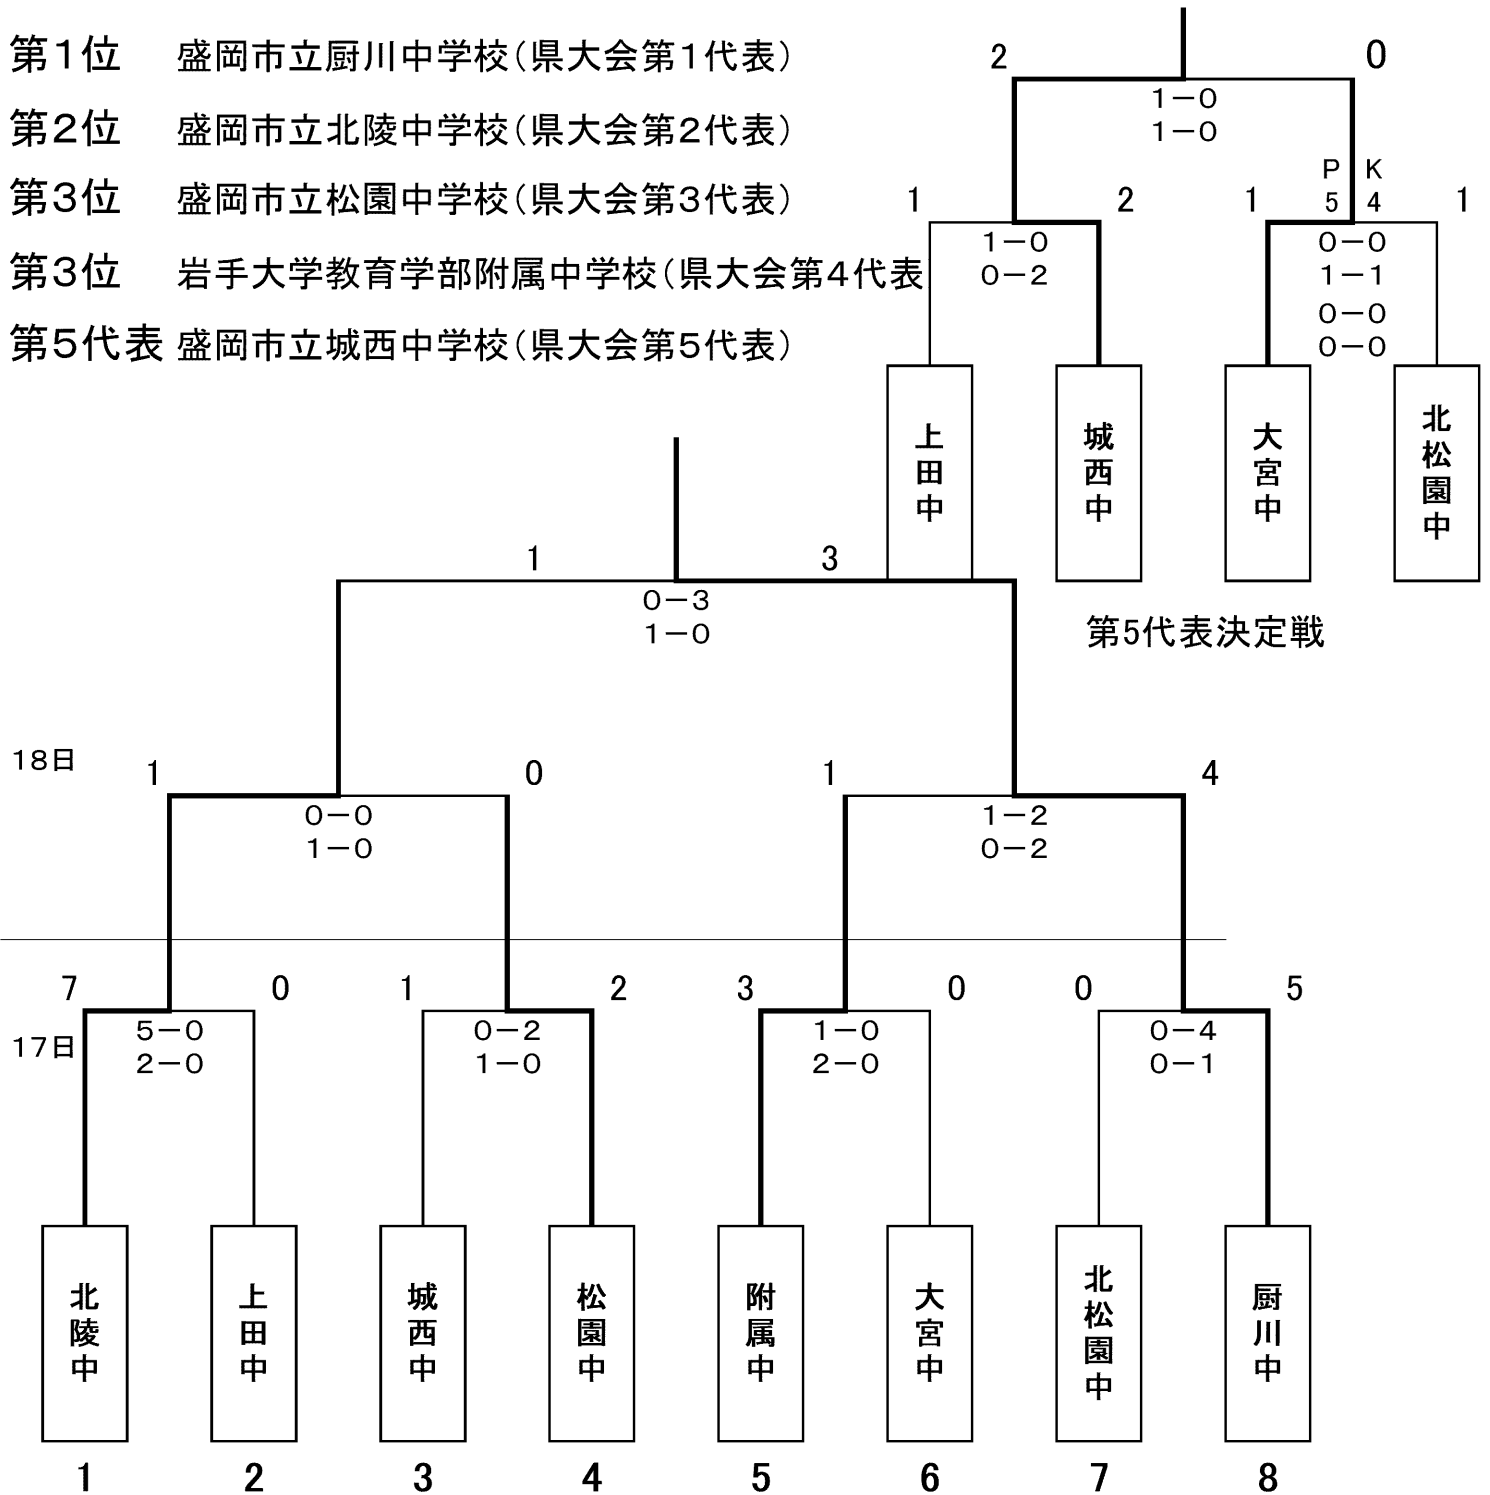 第１位 盛岡市立厨川中学校（県大会第１代表）
第２位 盛岡市立北陵中学校（県大会第２代表）
第３位 盛岡市立松園中学校（県大会第３代表）
第３位 岩手大学教育学部附属中学校（県大会第４代表
第５代表 盛岡市立城西中学校（県大会第５代表）
2 0
1－0
1－0
P K
1 2 1 5 4 1
1－0 0－0
0－2 1－1
0－0
0－0
上田中 城西中 大宮中 北松園中
第5代表決定戦
1 3
0－3
1－0
18日
1 0 1 4
0－0 1－2
1－0 0－2
7 0 1 2 3 0 0 5
17日
5－0 0－2 1－0 0－4
2－0 1－0 2－0 0－1
北陵中 上田中 城西中 松園中 附属中 大宮中 北松園中 厨川中
1 2 3 4 5 6 7 8